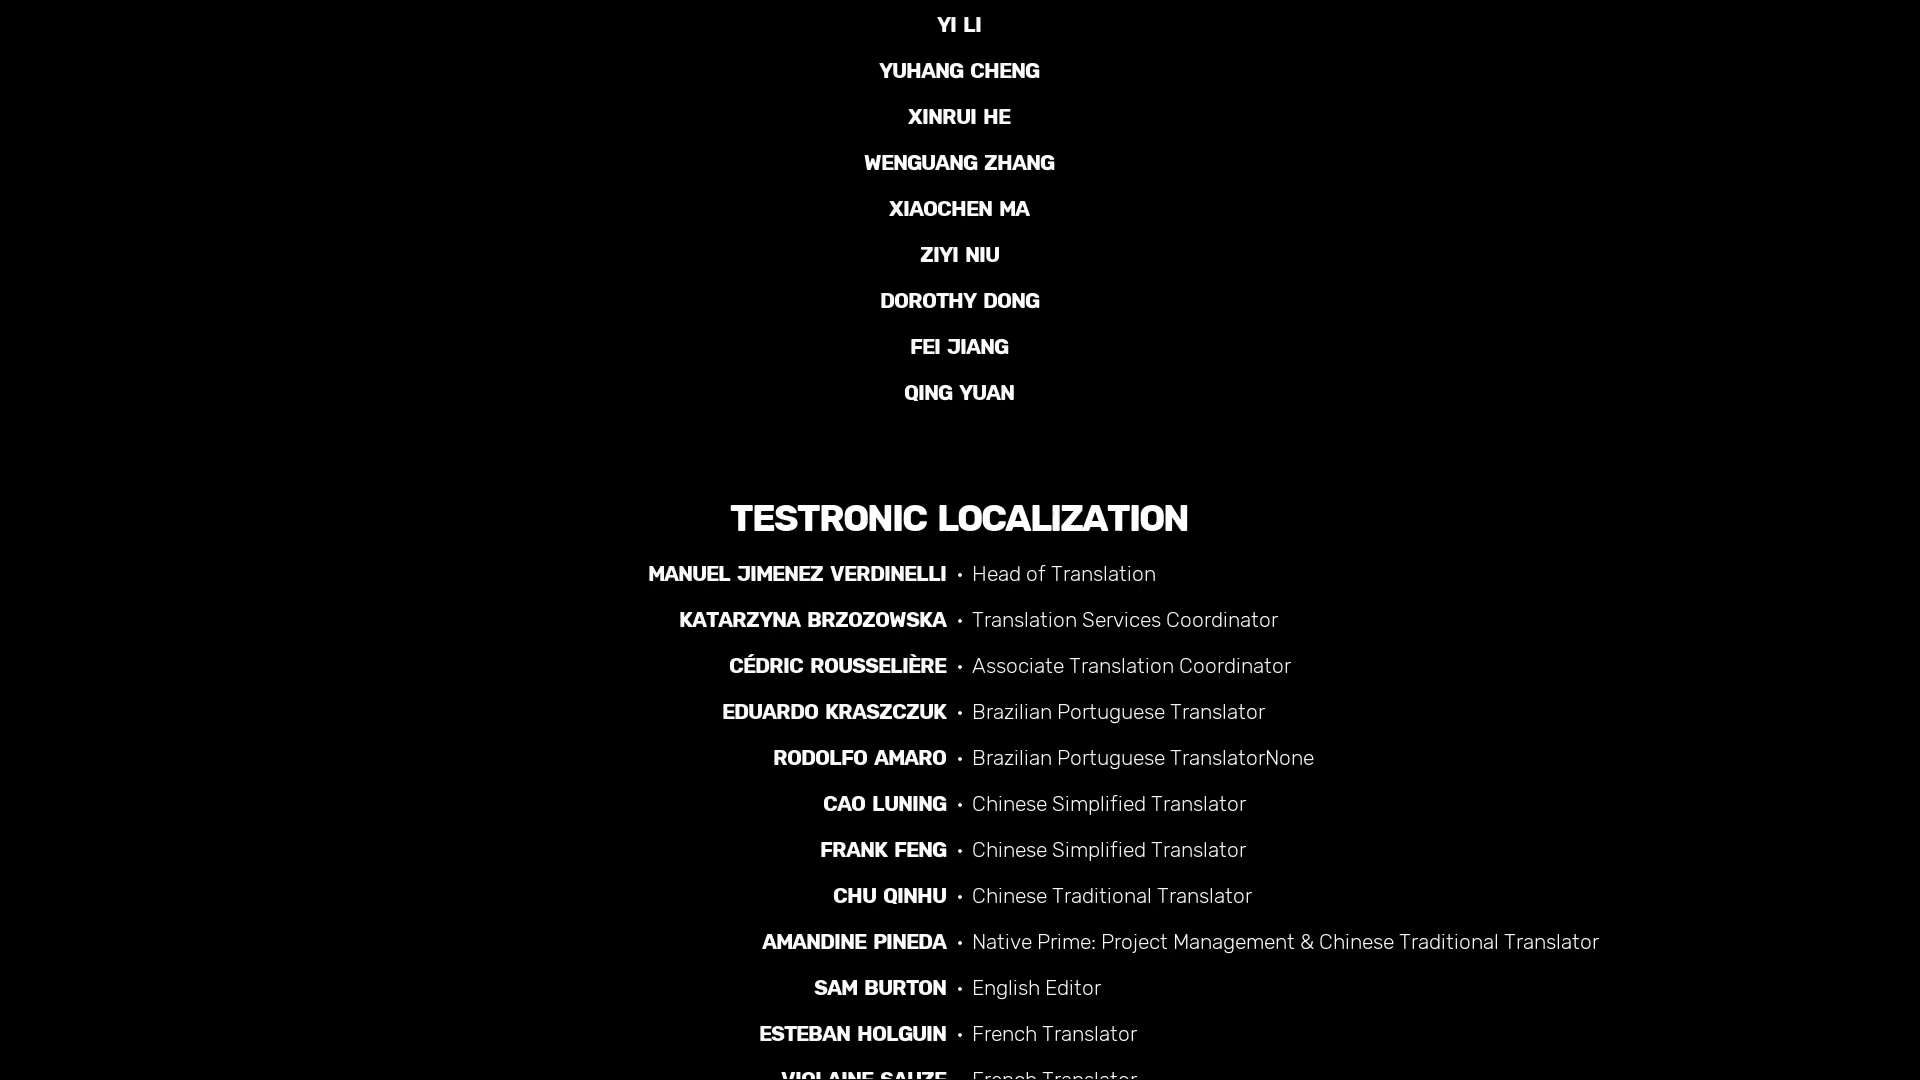 YI LI
YUHANG CHENG
XINRUI HE
WENGUANG ZHANG
XIAOCHEN MA
ZIYI NIU
DOROTHY DONG
FEI JIANG
QING YUAN
TESTRONIC LOCALIZATION
MANUEL JIMENEZ VERDINELLI • Head of Translation
KATARZYNA BRZOZOWSKA • Translation Services Coordinator
CÉDRIC ROUSSELIÈRE • Associate Translation Coordinator
EDUARDO KRASZCZUK • Brazilian Portuguese Translator
RODOLFO AMARO • Brazilian Portuguese TranslatorNone
CAO LUNING • Chinese Simplified Translator
FRANK FENG • Chinese Simplified Translator
CHU QINHU • Chinese Traditional Translator
AMANDINE PINEDA • Native Prime: Project Management & Chinese Traditional Translator
SAM BURTON • English Editor
ESTEBAN HOLGUIN • French Translator
VIOLAINE SAUZE • French Translator